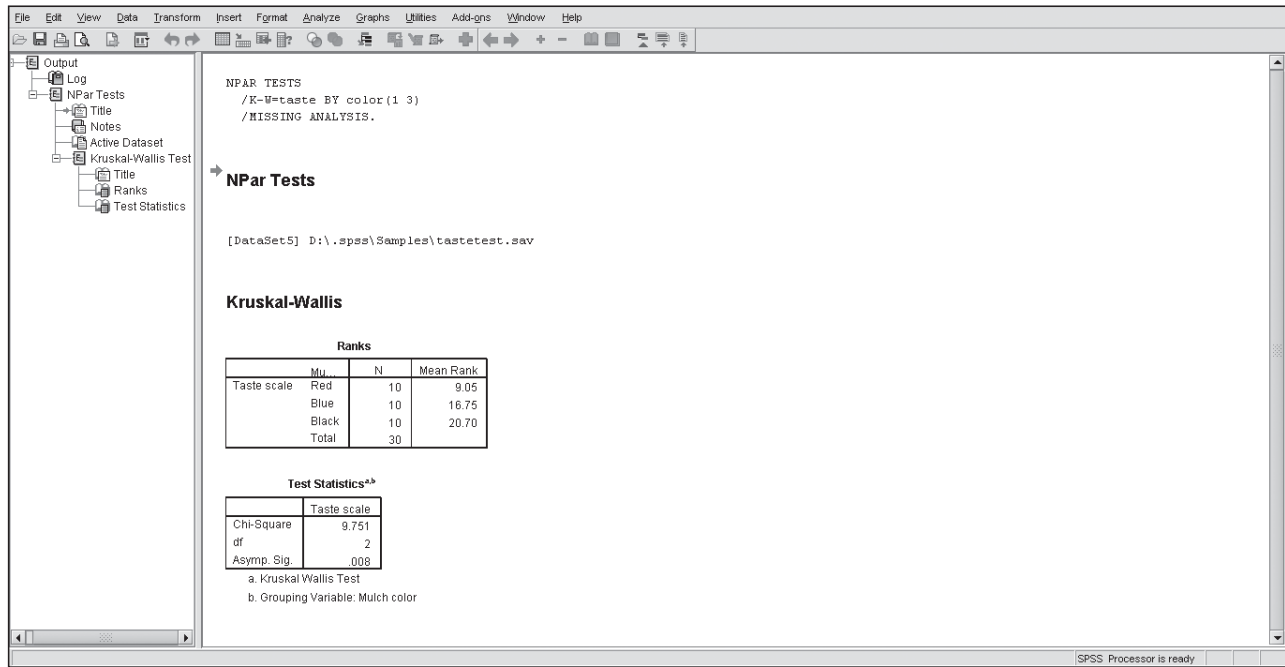 File Edit View Data Transform Insert Format Analyze Graphs Utilities Add-ons Window Help
Output
Log
NPar Tests
Title
Notes
Active Dataset
Kruskal-Wallis Test
Title
Ranks
Test Statistics
NPAR TESTS
/K-W=taste BY color(1 3)
/MISSING ANALYSIS.
NPar Tests
[DataSet5] D:\.spss\Samples\tastetest.sav
Kruskal-Wallis
Ranks
Mu... N Mean Rank
Taste scale Red 10 9.05
Blue 10 16.75
Black 10 20.70
Total 30
Test Statistics a,b
Taste scale
Chi-Square 9.751
df 2
Asymp. Sig. .008
a. Kruskal Wallis Test
b. Grouping Variable: Mulch color
SPSS Processor is ready